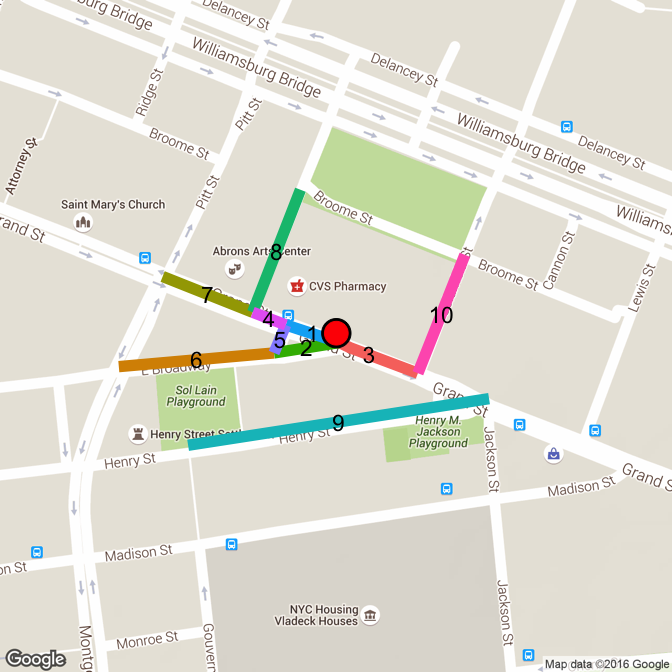 Delancey St
burg Bridge
Williamsburg Bridge
Delancey St
Ridge St
Pitt St
Williamsburg Bridge
Delancey St
Broome St
Attorney St
Pitt St
Saint Mary's Church
Broome St
Williams
Grand St
Abrons Arts Center
8
St
Cannon St
Broome St
Lewis St
CVS Pharmacy
7
4
10
1
5
2
3
6
E Broadway
Sol Lain
Playground
Grand St
9
Henry M.
Jackson
Playground
Henry Street Settl
Henry St
Henry St
Jackson St
Grand S
Madison St
Madison St
on St
NYC Housing
Vladeck Houses
Jackson St
Monroe St
Montg
Gouvern
Google
Map data ©2016 Google